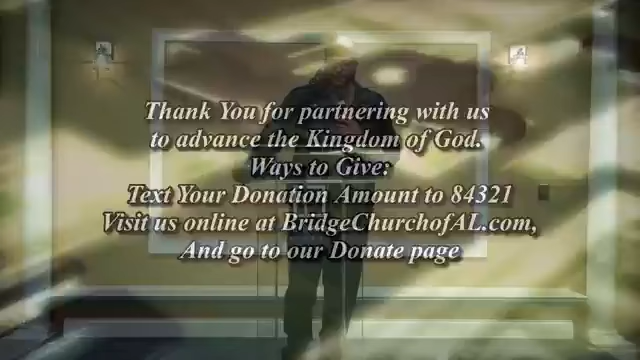 Thank You for partnering with us
to advance the Kingdom of God.
Ways to Give:
Text Your Donation Amount to 84321
Visit us online at BridgeChurchofAL.com,
And go to our Donate page